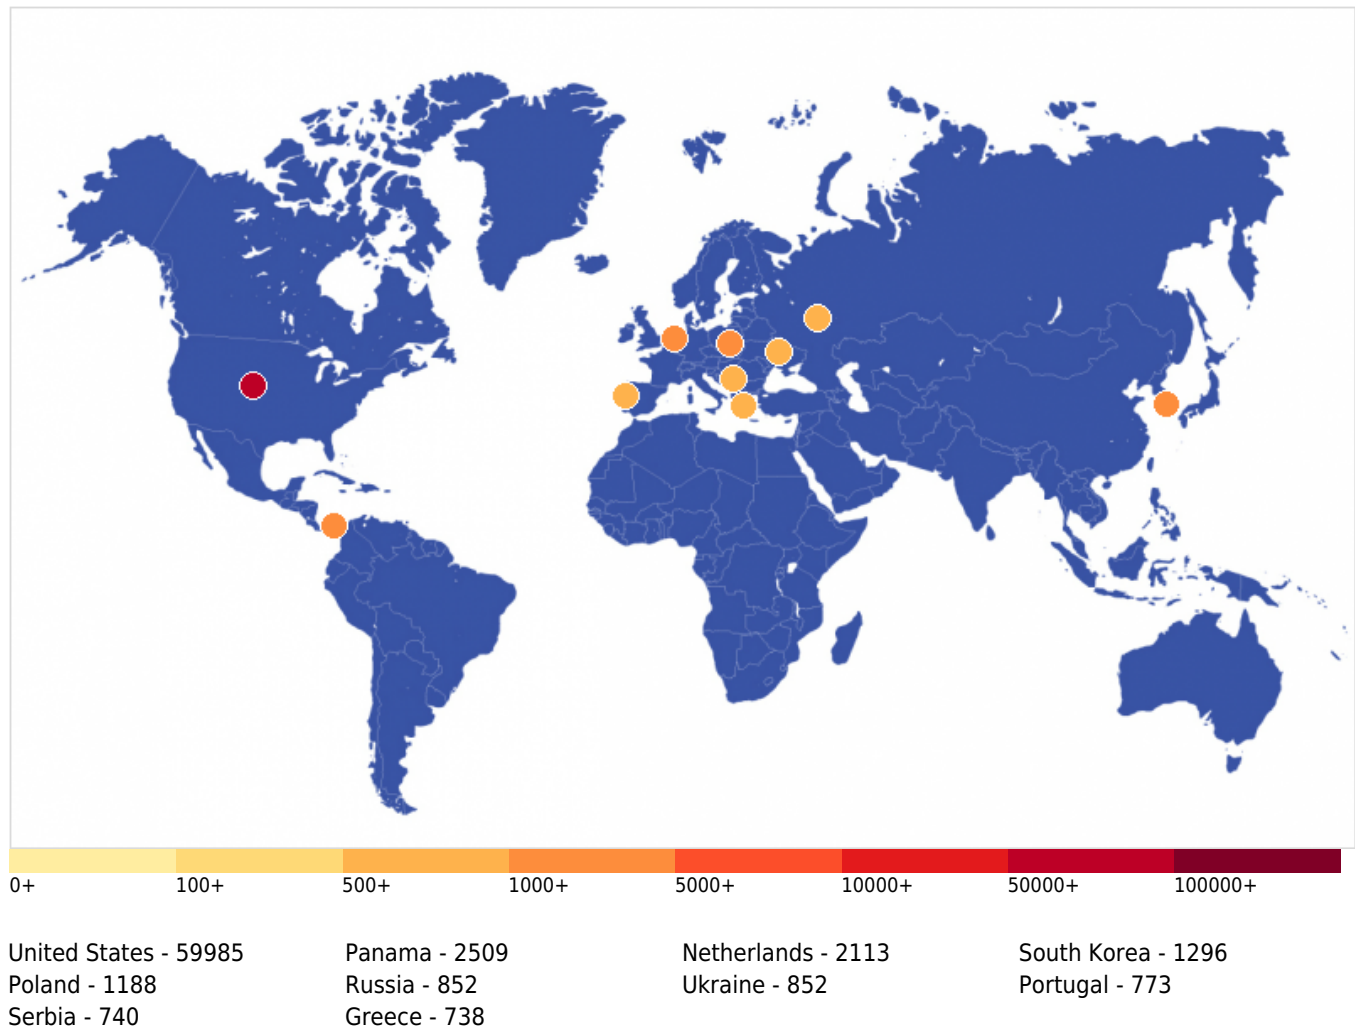 0+ 100+ 500+ 1000+ 5000+ 10000+ 50000+ 100000+
United States - 59985 Panama - 2509 Netherlands - 2113 South Korea - 1296
Poland - 1188 Russia - 852 Ukraine - 852 Portugal - 773
Serbia - 740 Greece - 738